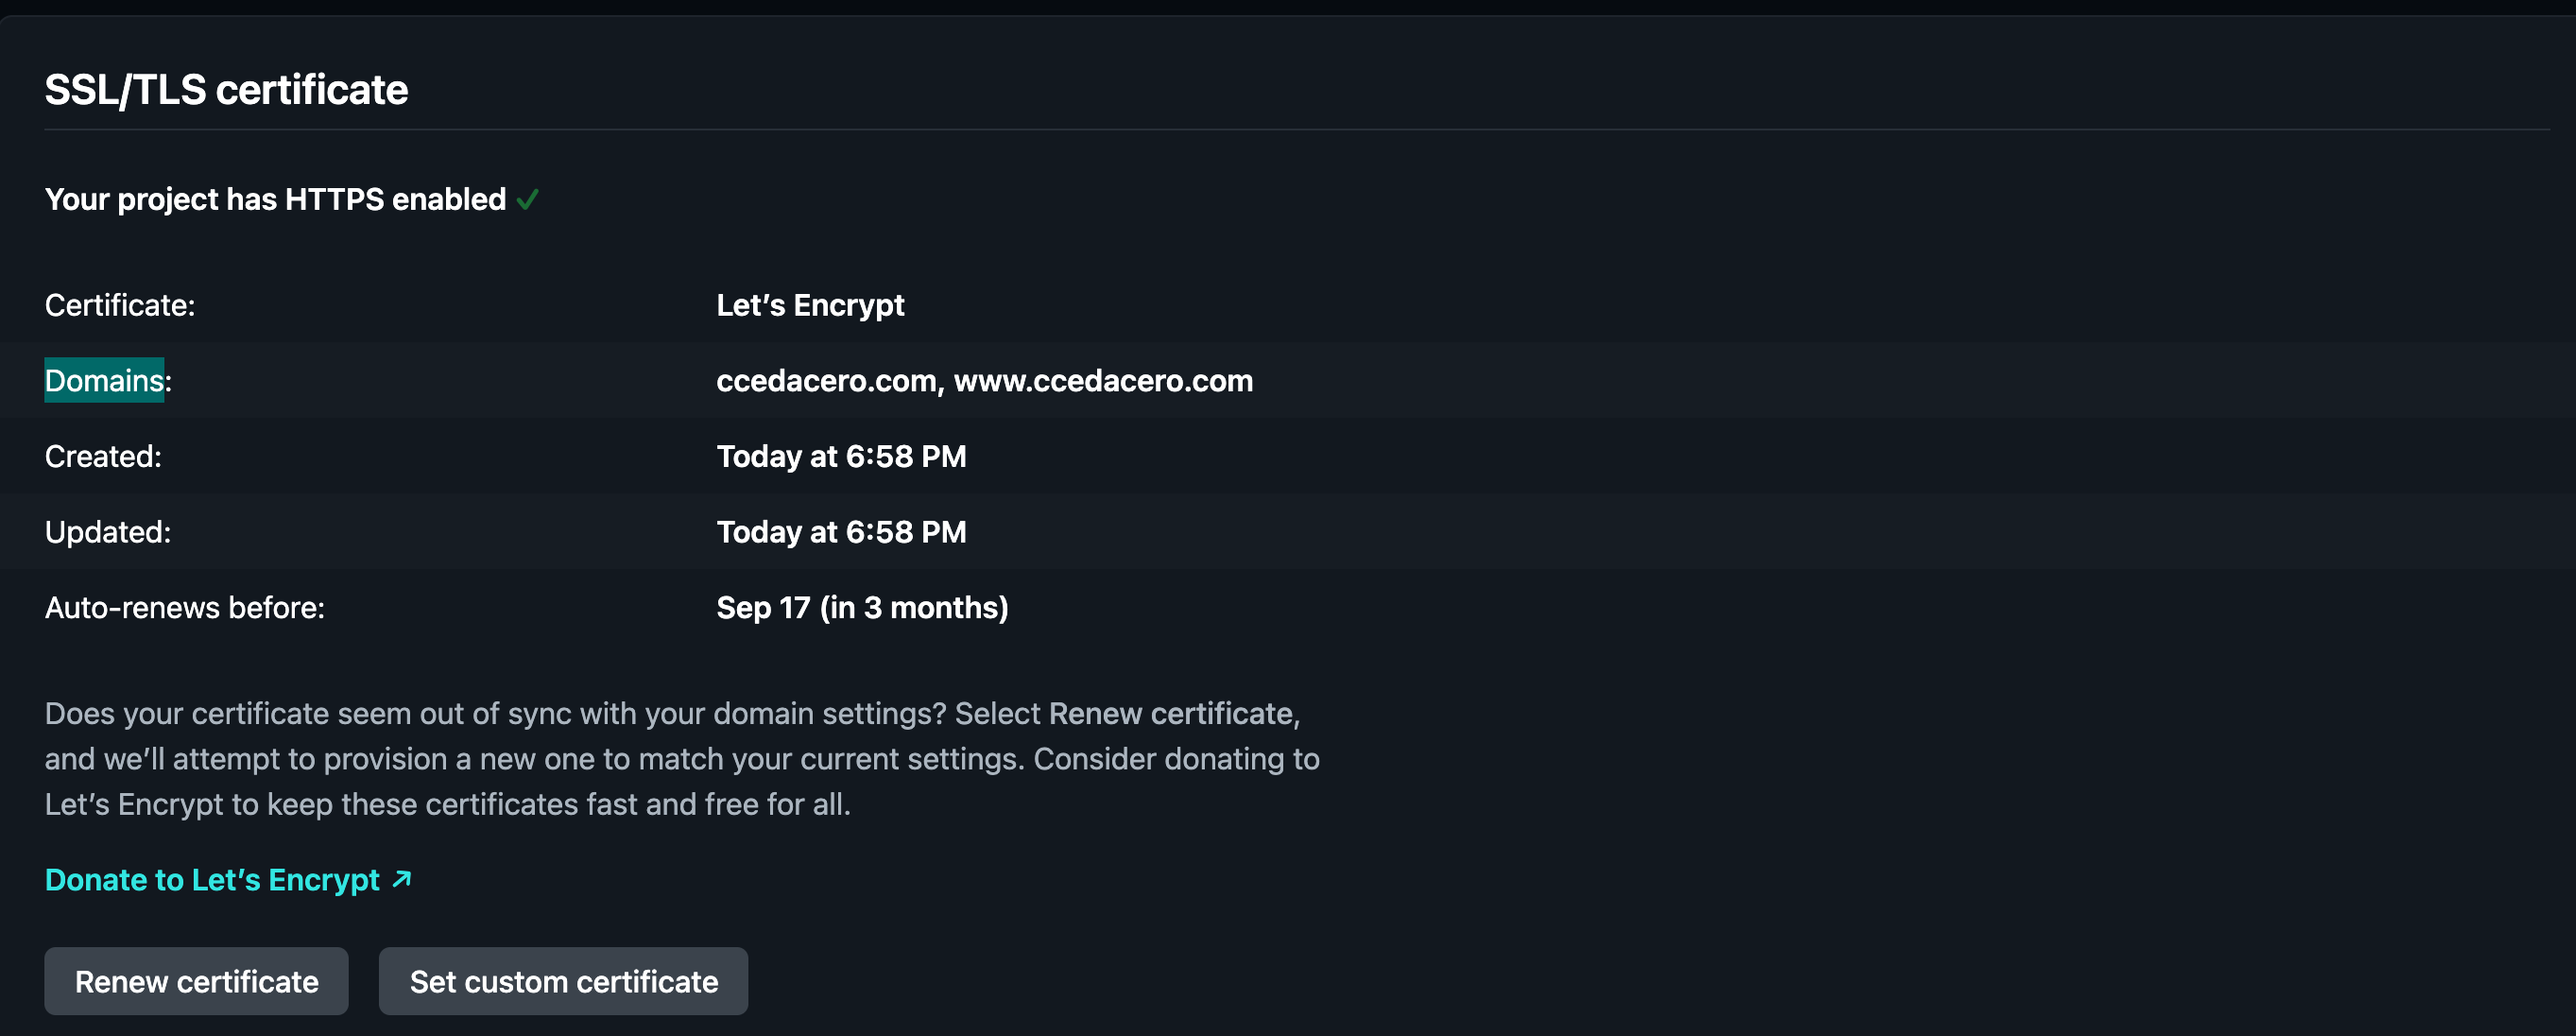 SSL/TLS certificate
Your project has HTTPS enabled ✓
Certificate: Let’s Encrypt
Domains: ccedacero.com, www.ccedacero.com
Created: Today at 6:58 PM
Updated: Today at 6:58 PM
Auto-renews before: Sep 17 (in 3 months)
Does your certificate seem out of sync with your domain settings? Select Renew certificate,
and we’ll attempt to provision a new one to match your current settings. Consider donating to
Let’s Encrypt to keep these certificates fast and free for all.
Donate to Let’s Encrypt ↗
Renew certificate Set custom certificate